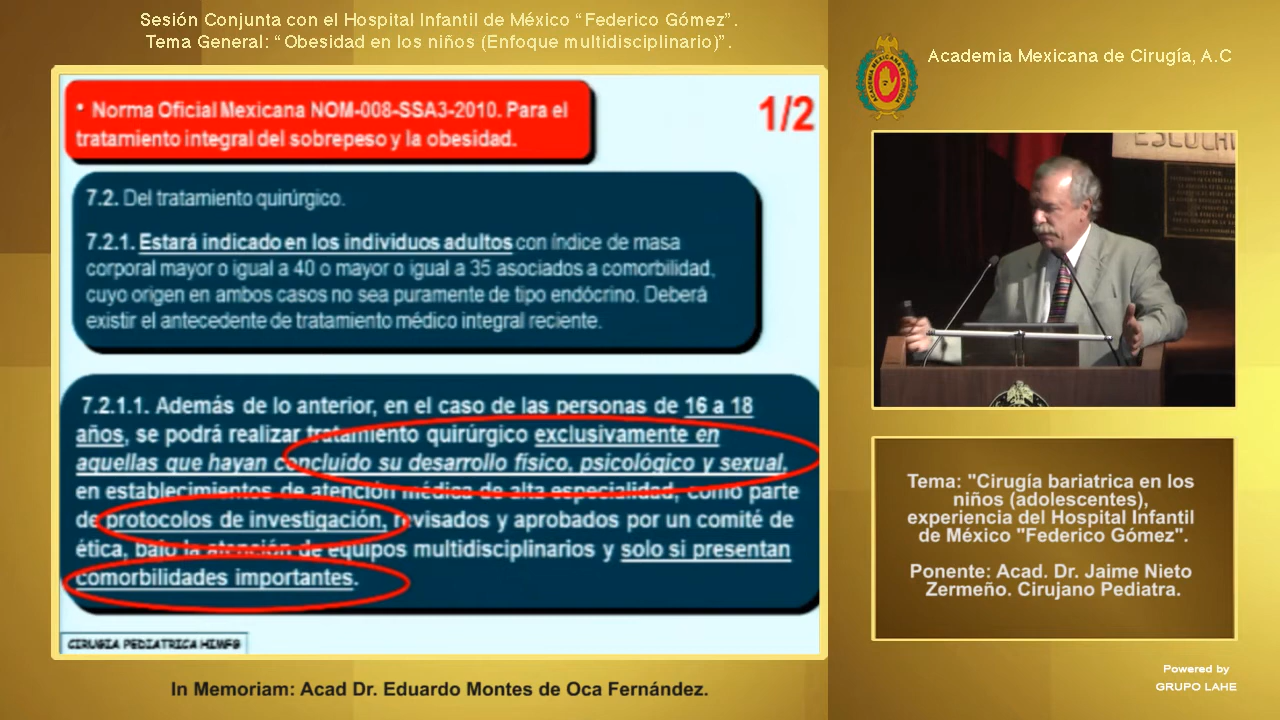 Sesión Conjunta con el Hospital Infantil de México “Federico Gómez”.
Tema General: “Obesidad en los niños (Enfoque multidisciplinario)”.
Academia Mexicana de Cirugía, A.C
• Norma Oficial Mexicana NOM-008-SSA3-2010. Para el
tratamiento integral del sobrepeso y la obesidad.
1/2
7.2. Del tratamiento quirúrgico.
7.2.1. Estará indicado en los individuos adultos con índice de masa
corporal mayor o igual a 40 o mayor o igual a 35 asociados a comorbilidad,
cuyo origen en ambos casos no sea puramente de tipo endócrino. Deberá
existir el antecedente de tratamiento médico integral reciente.
7.2.1.1. Además de lo anterior, en el caso de las personas de 16 a 18
años, se podrá realizar tratamiento quirúrgico exclusivamente en
aquellas que hayan concluido su desarrollo físico, psicológico y sexual,
en establecimientos de atención médica de alta especialidad, como parte
de protocolos de investigación, revisados y aprobados por un comité de
ética, bajo la atención de equipos multidisciplinarios y solo si presentan
comorbilidades importantes.
CIRUGIA PEDIATRICA HIMFG
ESCUCHA
Tema: "Cirugía bariatrica en los
niños (adolescentes),
experiencia del Hospital Infantil
de México "Federico Gómez".
Ponente: Acad. Dr. Jaime Nieto
Zermeño. Cirujano Pediatra.
In Memoriam: Acad Dr. Eduardo Montes de Oca Fernández.
Powered by
GRUPO LAHE